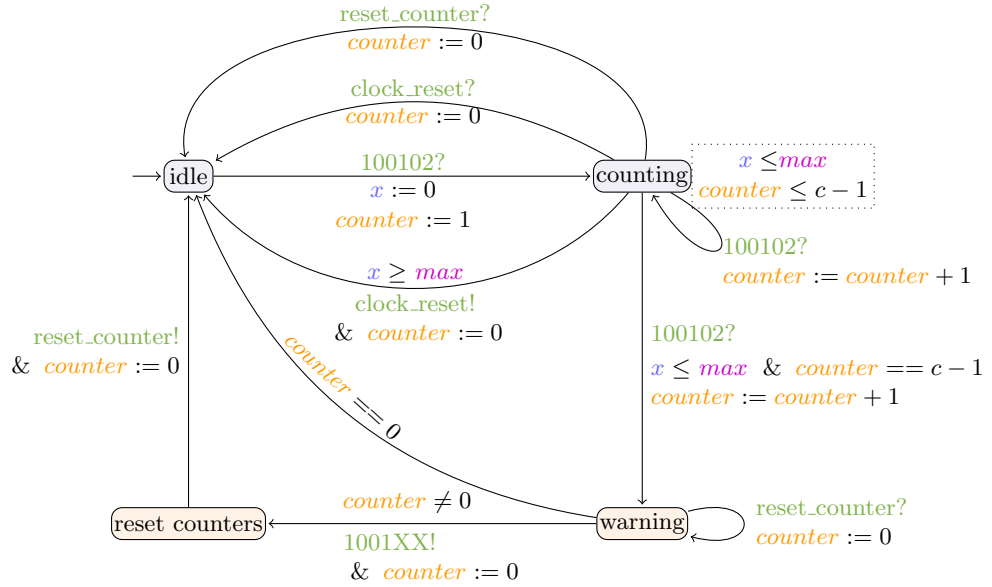 reset_counter?
counter := 0
clock_reset?
counter := 0
100102?
x := 0
counter := 1
idle
counting
x ≤max
counter ≤ c − 1
100102?
counter := counter + 1
x ≥ max
clock_reset!
& counter := 0
reset_counter!
& counter := 0
counter == 0
100102?
x ≤ max & counter == c − 1
counter := counter + 1
counter ≠ 0
reset counters
warning
reset_counter?
counter := 0
1001XX!
& counter := 0